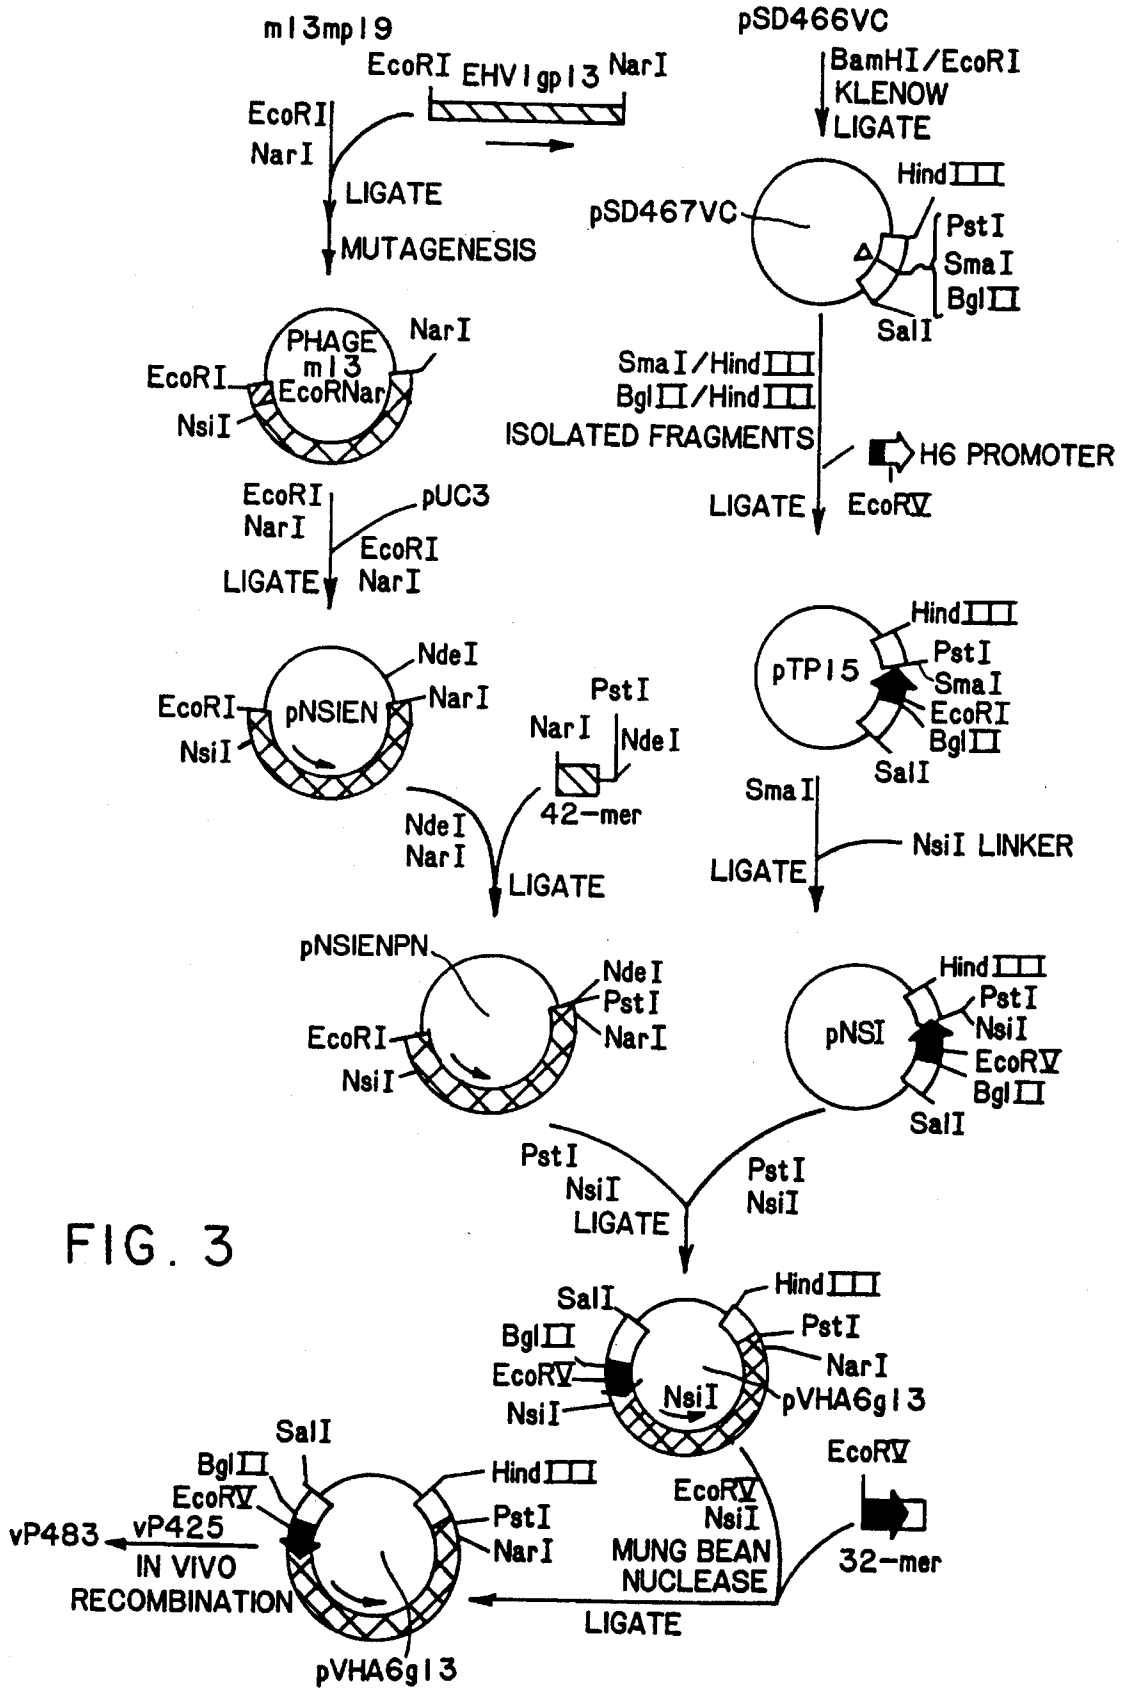 m13mp19
EcoRI EHV1gp13 NarI
EcoRI
NarI
LIGATE
MUTAGENESIS
pSD466VC
BamHI/EcoRI
KLENOW
LIGATE
pSD467VC
HindIII
PstI
SmaI
BglII
SalI
Δ
PHAGE
m13
EcoRNar
NarI
EcoRI
NsiI
SmaI/HindIII
BglII/HindIII
ISOLATED FRAGMENTS
H6 PROMOTER
EcoRV
LIGATE
EcoRI
NarI
pUC3
EcoRI
NarI
LIGATE
pNSIEN
NdeI
NarI
EcoRI
NsiI
PstI
NarI
NdeI
42-mer
NdeI
NarI
LIGATE
pTP15
HindIII
PstI
SmaI
EcoRI
BglII
SalI
SmaI
NsiI LINKER
LIGATE
pNSIENPN
NdeI
PstI
NarI
EcoRI
NsiI
pNSI
HindIII
PstI
NsiI
EcoRV
BglII
SalI
PstI
NsiI
LIGATE
PstI
NsiI
FIG. 3
SalI
HindIII
BglII
PstI
EcoRV
NarI
NsiI
NsiI
pVHA6g13
EcoRV
NsiI
MUNG BEAN
NUCLEASE
EcoRV
32-mer
LIGATE
SalI
BglII
EcoRV
HindIII
PstI
NarI
pVHA6g13
vP483
vP425
IN VIVO
RECOMBINATION